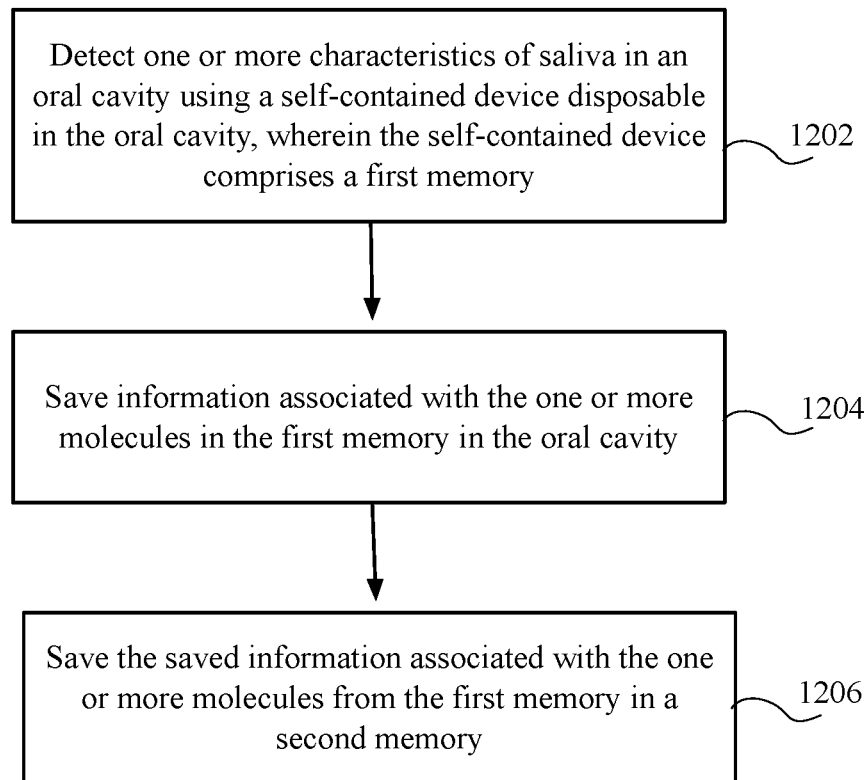 Detect one or more characteristics of saliva in an
oral cavity using a self-contained device disposable
in the oral cavity, wherein the self-contained device
comprises a first memory
1202
Save information associated with the one or more
molecules in the first memory in the oral cavity
1204
Save the saved information associated with the one
or more molecules from the first memory in a
second memory
1206